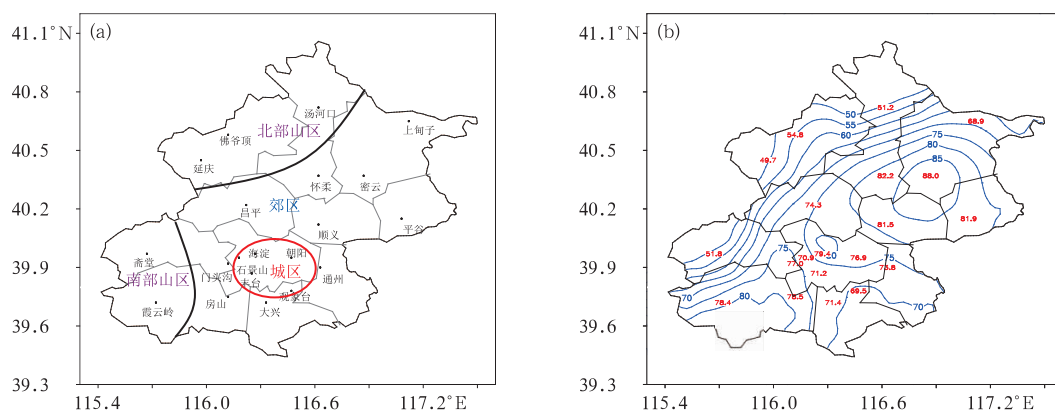 (a)
41.1°N
40.8
40.5
40.2
39.9
39.6
39.3
115.4
116.0
116.6
117.2°E
汤河口
上甸子
北部山区
佛爷顶
延庆
怀柔
密云
郊区
昌平
平谷
顺义
海淀
朝阳
斋堂
石景山
城区
南部山区
门头沟
丰台
通州
观象台
房山
大兴
霞云岭
(b)
41.1°N
40.8
40.5
40.2
39.9
39.6
39.3
115.4
116.0
116.6
117.2°E
50
51.2
55
68.9
54.8
60
75
80
49.7
85
82.2
88.0
74.3
81.5
81.9
51.8
75
79.4
70.9
76.9
75
77.0
75.8
71.2
70
80
78.5
69.5
78.4
71.4
70